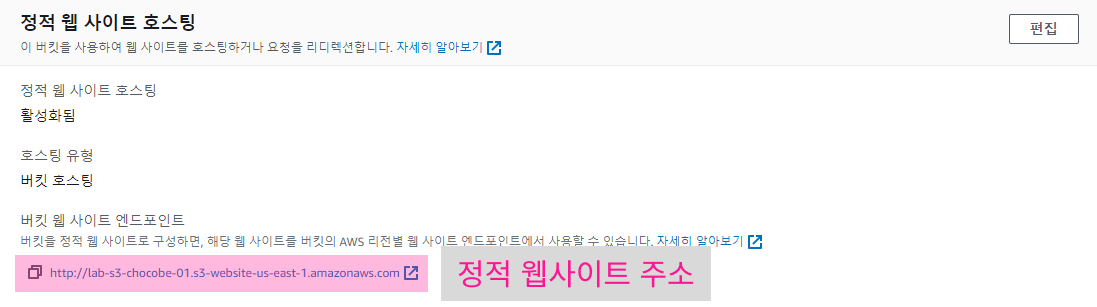 정적 웹 사이트 호스팅
이 버킷을 사용하여 웹 사이트를 호스팅하거나 요청을 리디렉션합니다. 자세히 알아보기
편집
정적 웹 사이트 호스팅
활성화됨
호스팅 유형
버킷 호스팅
버킷 웹 사이트 엔드포인트
버킷을 정적 웹 사이트로 구성하면, 해당 웹 사이트를 버킷의 AWS 리전별 웹 사이트 엔드포인트에서 사용할 수 있습니다. 자세히 알아보기
http://lab-s3-chocobe-01.s3-website-us-east-1.amazonaws.com
정적 웹사이트 주소